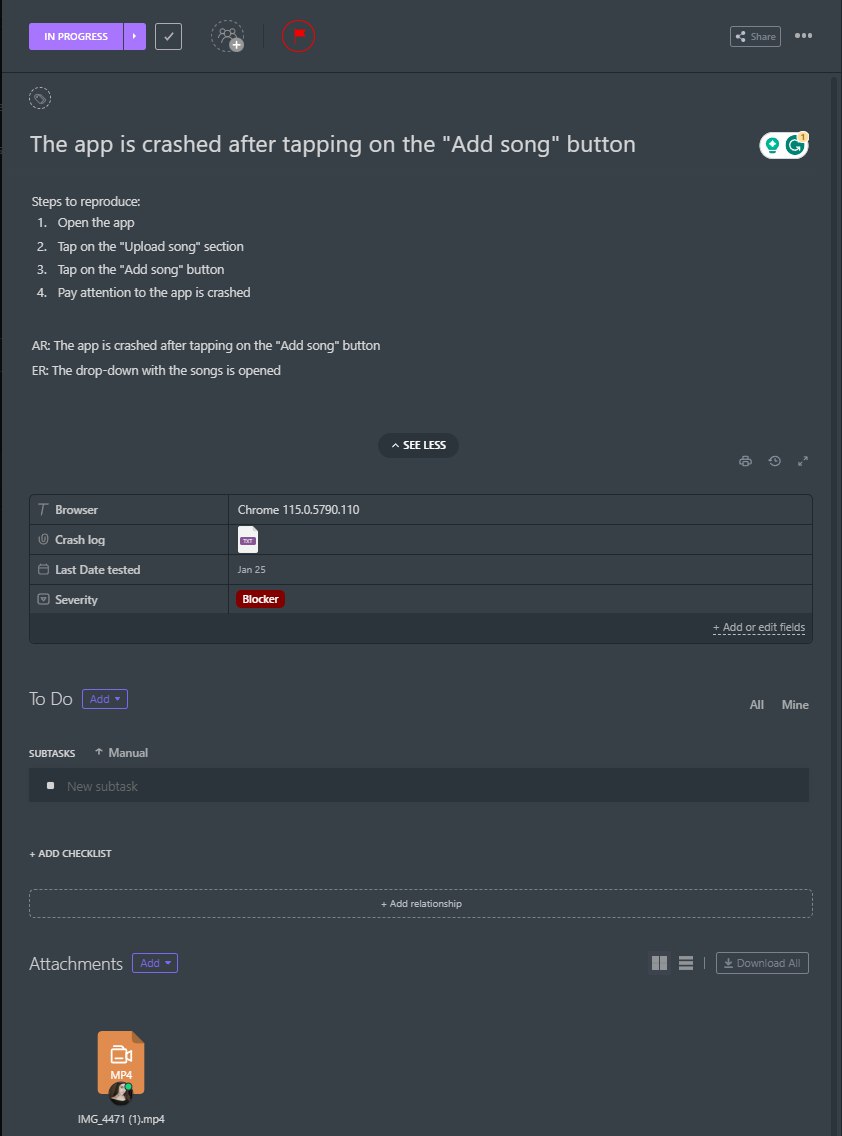 IN PROGRESS
Share
The app is crashed after tapping on the "Add song" button
1
Steps to reproduce:
1. Open the app
2. Tap on the "Upload song" section
3. Tap on the "Add song" button
4. Pay attention to the app is crashed
AR: The app is crashed after tapping on the "Add song" button
ER: The drop-down with the songs is opened
SEE LESS
Browser Chrome 115.0.5790.110
Crash log TXT
Last Date tested Jan 25
Severity Blocker
+ Add or edit fields
To Do Add
All Mine
SUBTASKS Manual
New subtask
+ ADD CHECKLIST
+ Add relationship
Attachments Add Download All
MP4
IMG_4471 (1).mp4